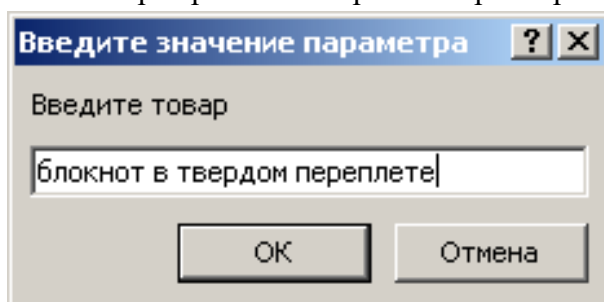 Введите значение параметра ? X
Введите товар
блокнот в твердом переплете
ОК Отмена